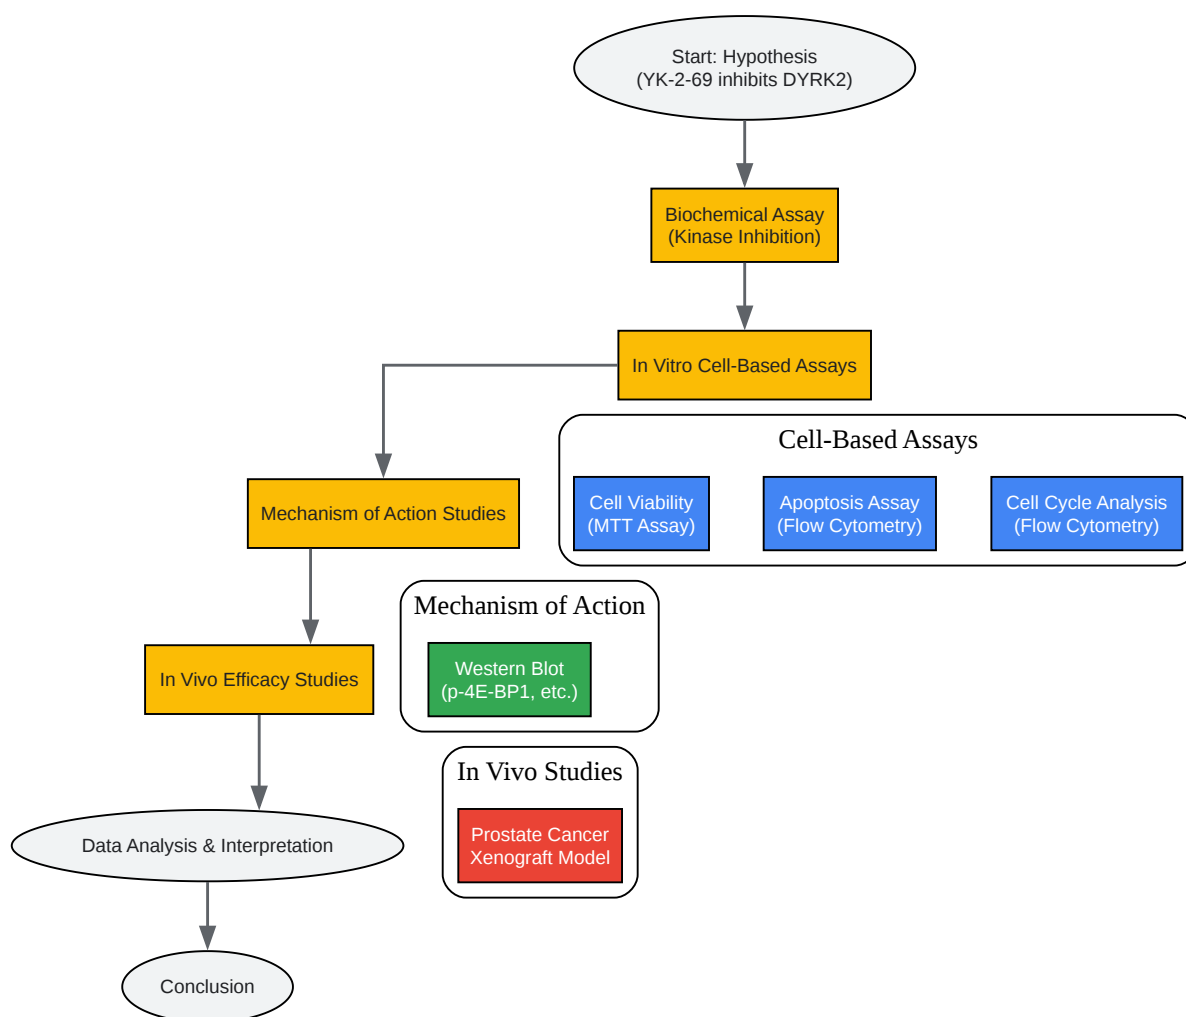 Start: Hypothesis
(YK-2-69 inhibits DYRK2)
Biochemical Assay
(Kinase Inhibition)
In Vitro Cell-Based Assays
Cell-Based Assays
Cell Viability
(MTT Assay)
Apoptosis Assay
(Flow Cytometry)
Cell Cycle Analysis
(Flow Cytometry)
Mechanism of Action Studies
Mechanism of Action
Western Blot
(p-4E-BP1, etc.)
In Vivo Efficacy Studies
In Vivo Studies
Prostate Cancer
Xenograft Model
Data Analysis & Interpretation
Conclusion